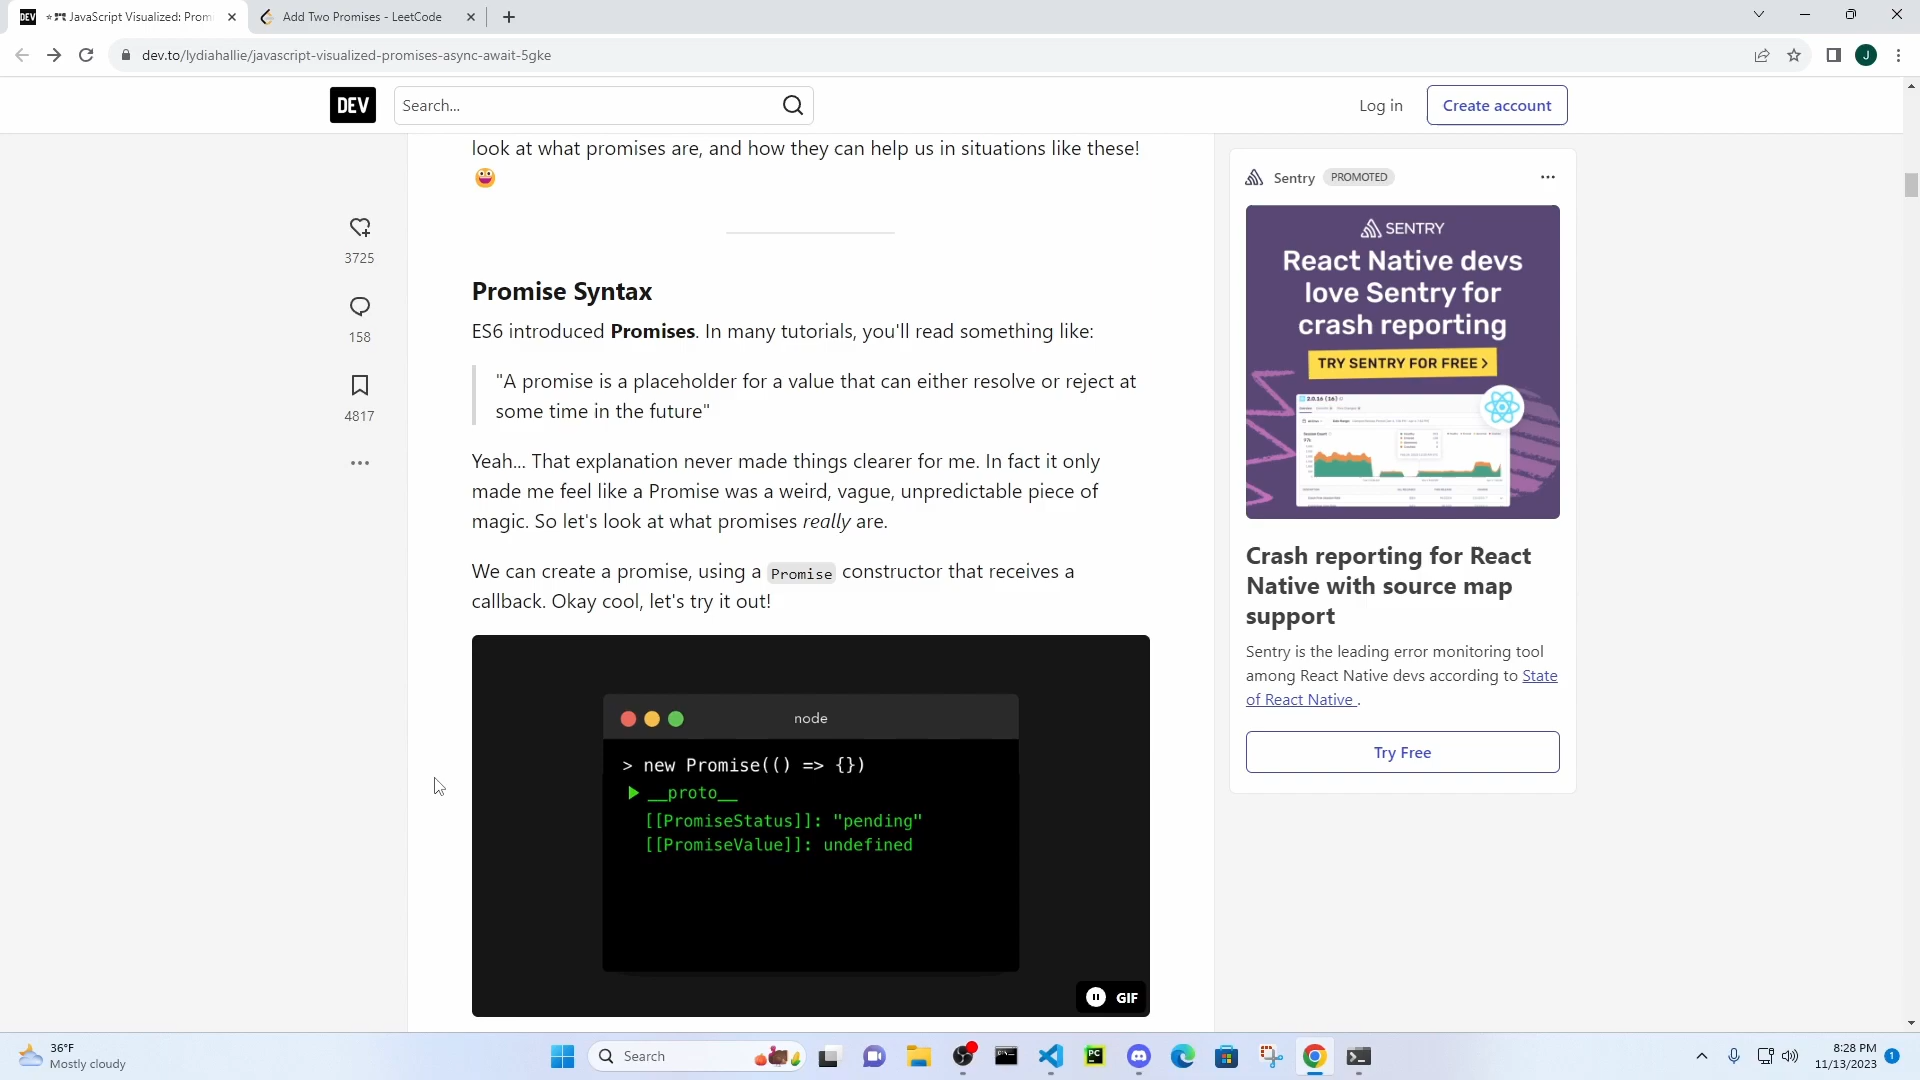 DEV JavaScript Visualized: Prom
Add Two Promises - LeetCode
dev.to/lydiahallie/javascript-visualized-promises-async-await-5gke
J
DEV
Search...
Log in
Create account
look at what promises are, and how they can help us in situations like these!
3725
158
4817
Promise Syntax
ES6 introduced Promises. In many tutorials, you'll read something like:
"A promise is a placeholder for a value that can either resolve or reject at
some time in the future"
Yeah... That explanation never made things clearer for me. In fact it only
made me feel like a Promise was a weird, vague, unpredictable piece of
magic. So let's look at what promises really are.
We can create a promise, using a Promise constructor that receives a
callback. Okay cool, let's try it out!
node
> new Promise(() => {})
__proto__
[[PromiseStatus]]: "pending"
[[PromiseValue]]: undefined
GIF
Sentry PROMOTED
SENTRY
React Native devs
love Sentry for
crash reporting
TRY SENTRY FOR FREE >
Crash reporting for React
Native with source map
support
Sentry is the leading error monitoring tool
among React Native devs according to State
of React Native .
Try Free
36°F
Mostly cloudy
Search
PC
8:28 PM
11/13/2023
1